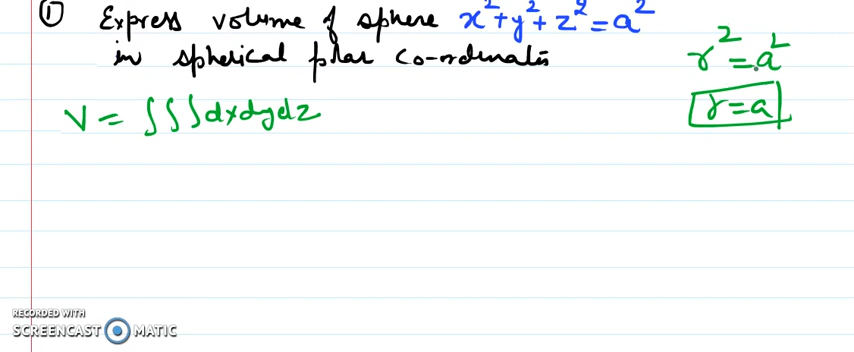 ① Express volume of sphere x²+y²+z²=a²
in spherical polar co-ordinates
r²=a²
r=a
V = ∫∫∫dxdydz
RECORDED WITH
SCREENCAST MATIC